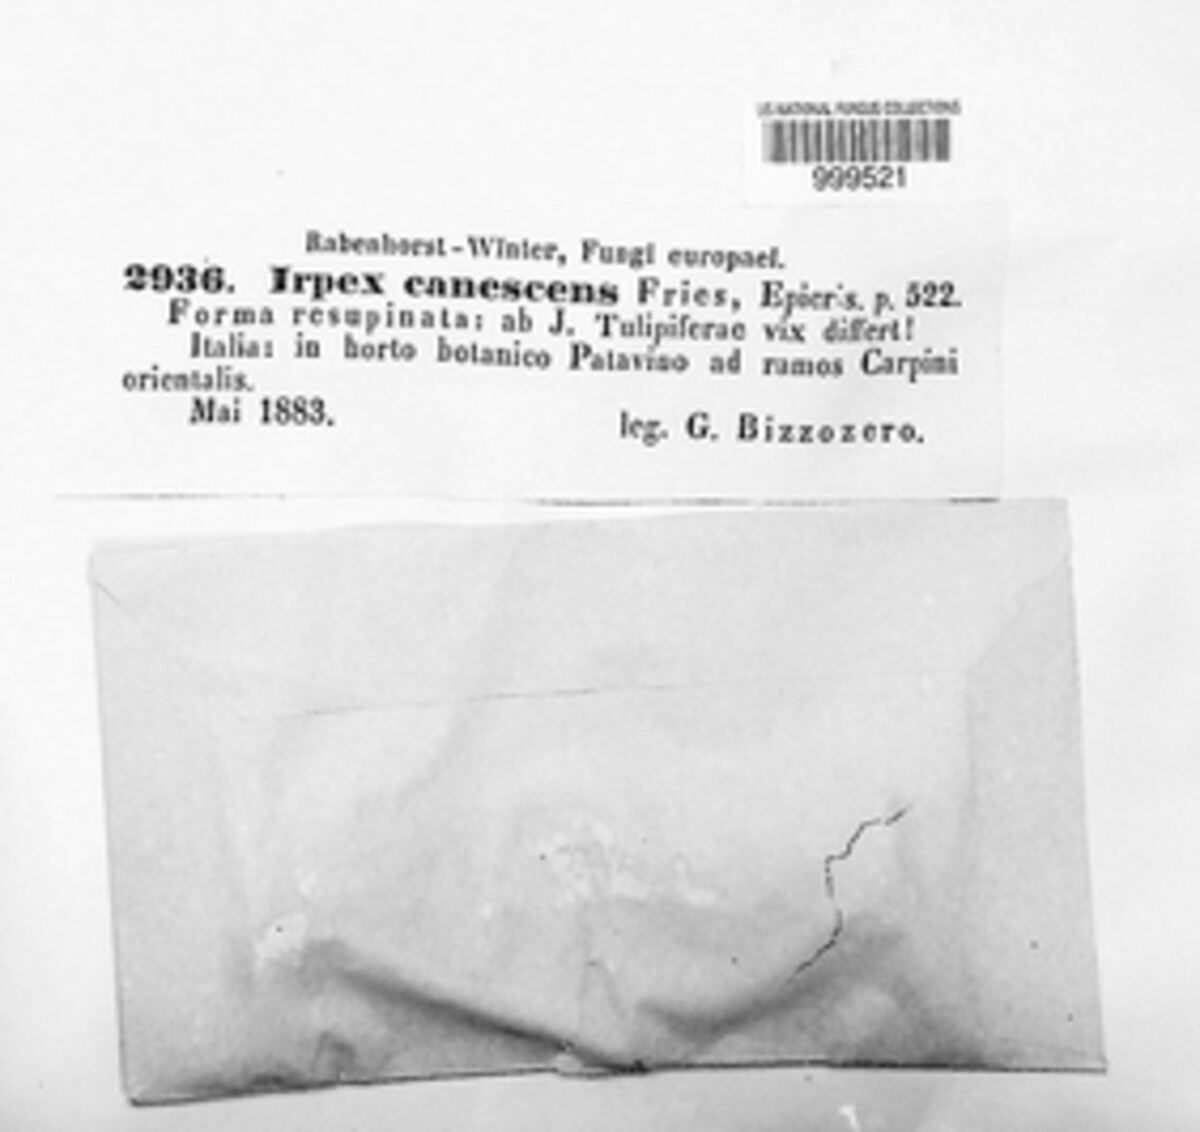 US NATIONAL FUNGUS COLLECTIONS
999521
Rabenhorst-Winter, Fungi europaei.
2936. Irpex canescens Fries, Epicris. p. 522.
Forma resupinata: ab J. Tulipiferae vix differt!
Italia: in horto botanico Patavino ad ramos Carpini
orientalis.
Mai 1883.
leg. G. Bizzozero.